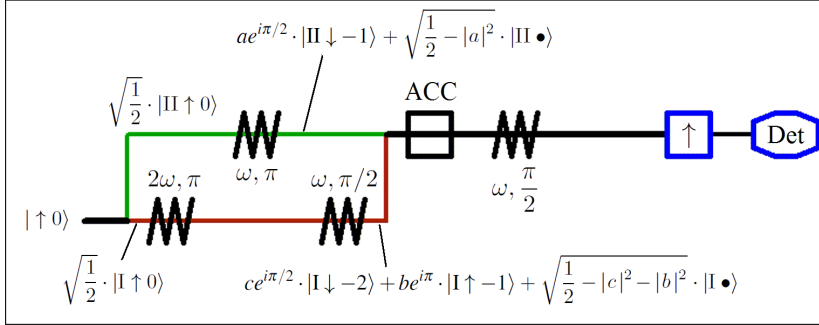 ae^{iπ/2} · |II ↓ −1⟩ + √(1/2 − |a|²) · |II •⟩
√(1/2) · |II ↑ 0⟩
ACC
ω, π
2ω, π
ω, π/2
ω, π/2
↑
Det
| ↑ 0⟩
√(1/2) · |I ↑ 0⟩
ce^{iπ/2} · |I ↓ −2⟩ + be^{iπ} · |I ↑ −1⟩ + √(1/2 − |c|² − |b|²) · |I •⟩